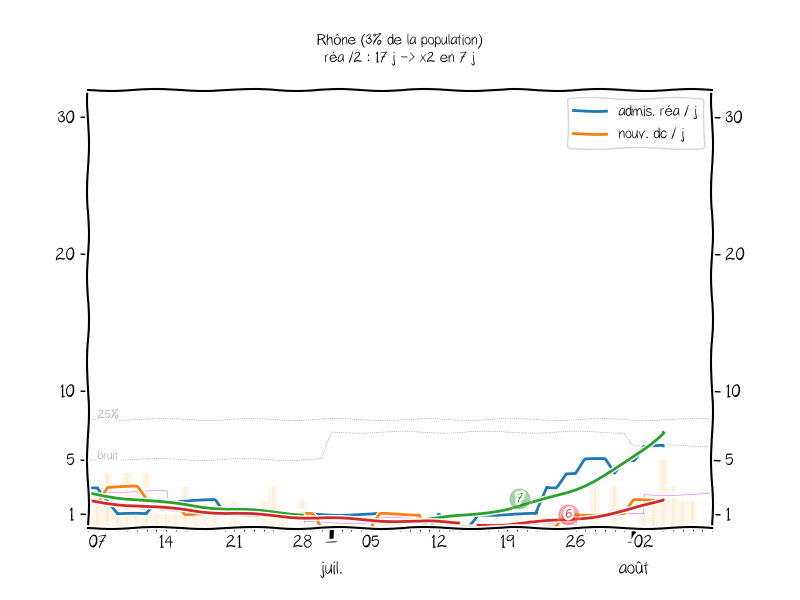 Rhône (3% de la population)
réa /2 : 17 j -> x2 en 7 j
admis. réa / j
nouv. dc / j
30
30
20
20
10
10
25%
bruit
5
5
7
6
1
1
07 14 21 28 05 12 19 26 02
juil. août